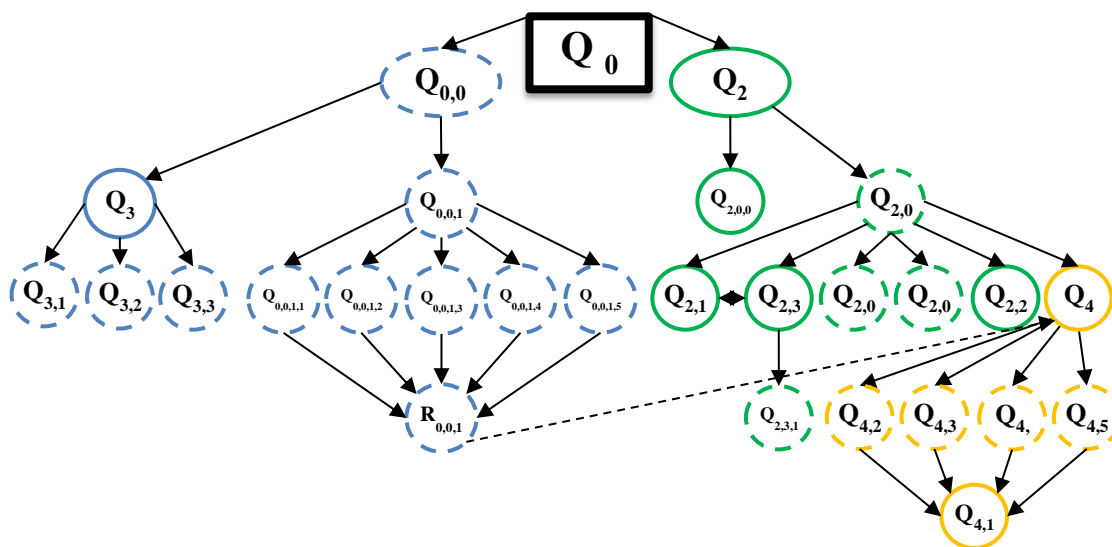 Q 0
Q0,0
Q2
Q3
Q0,0,1
Q2,0,0
Q2,0
Q3,1
Q3,2
Q3,3
Q0,0,1,1
Q0,0,1,2
Q0,0,1,3
Q0,0,1,4
Q0,0,1,5
Q2,1
Q2,3
Q2,0
Q2,0
Q2,2
Q4
R0,0,1
Q2,3,1
Q4,2
Q4,3
Q4,
Q4,5
Q4,1